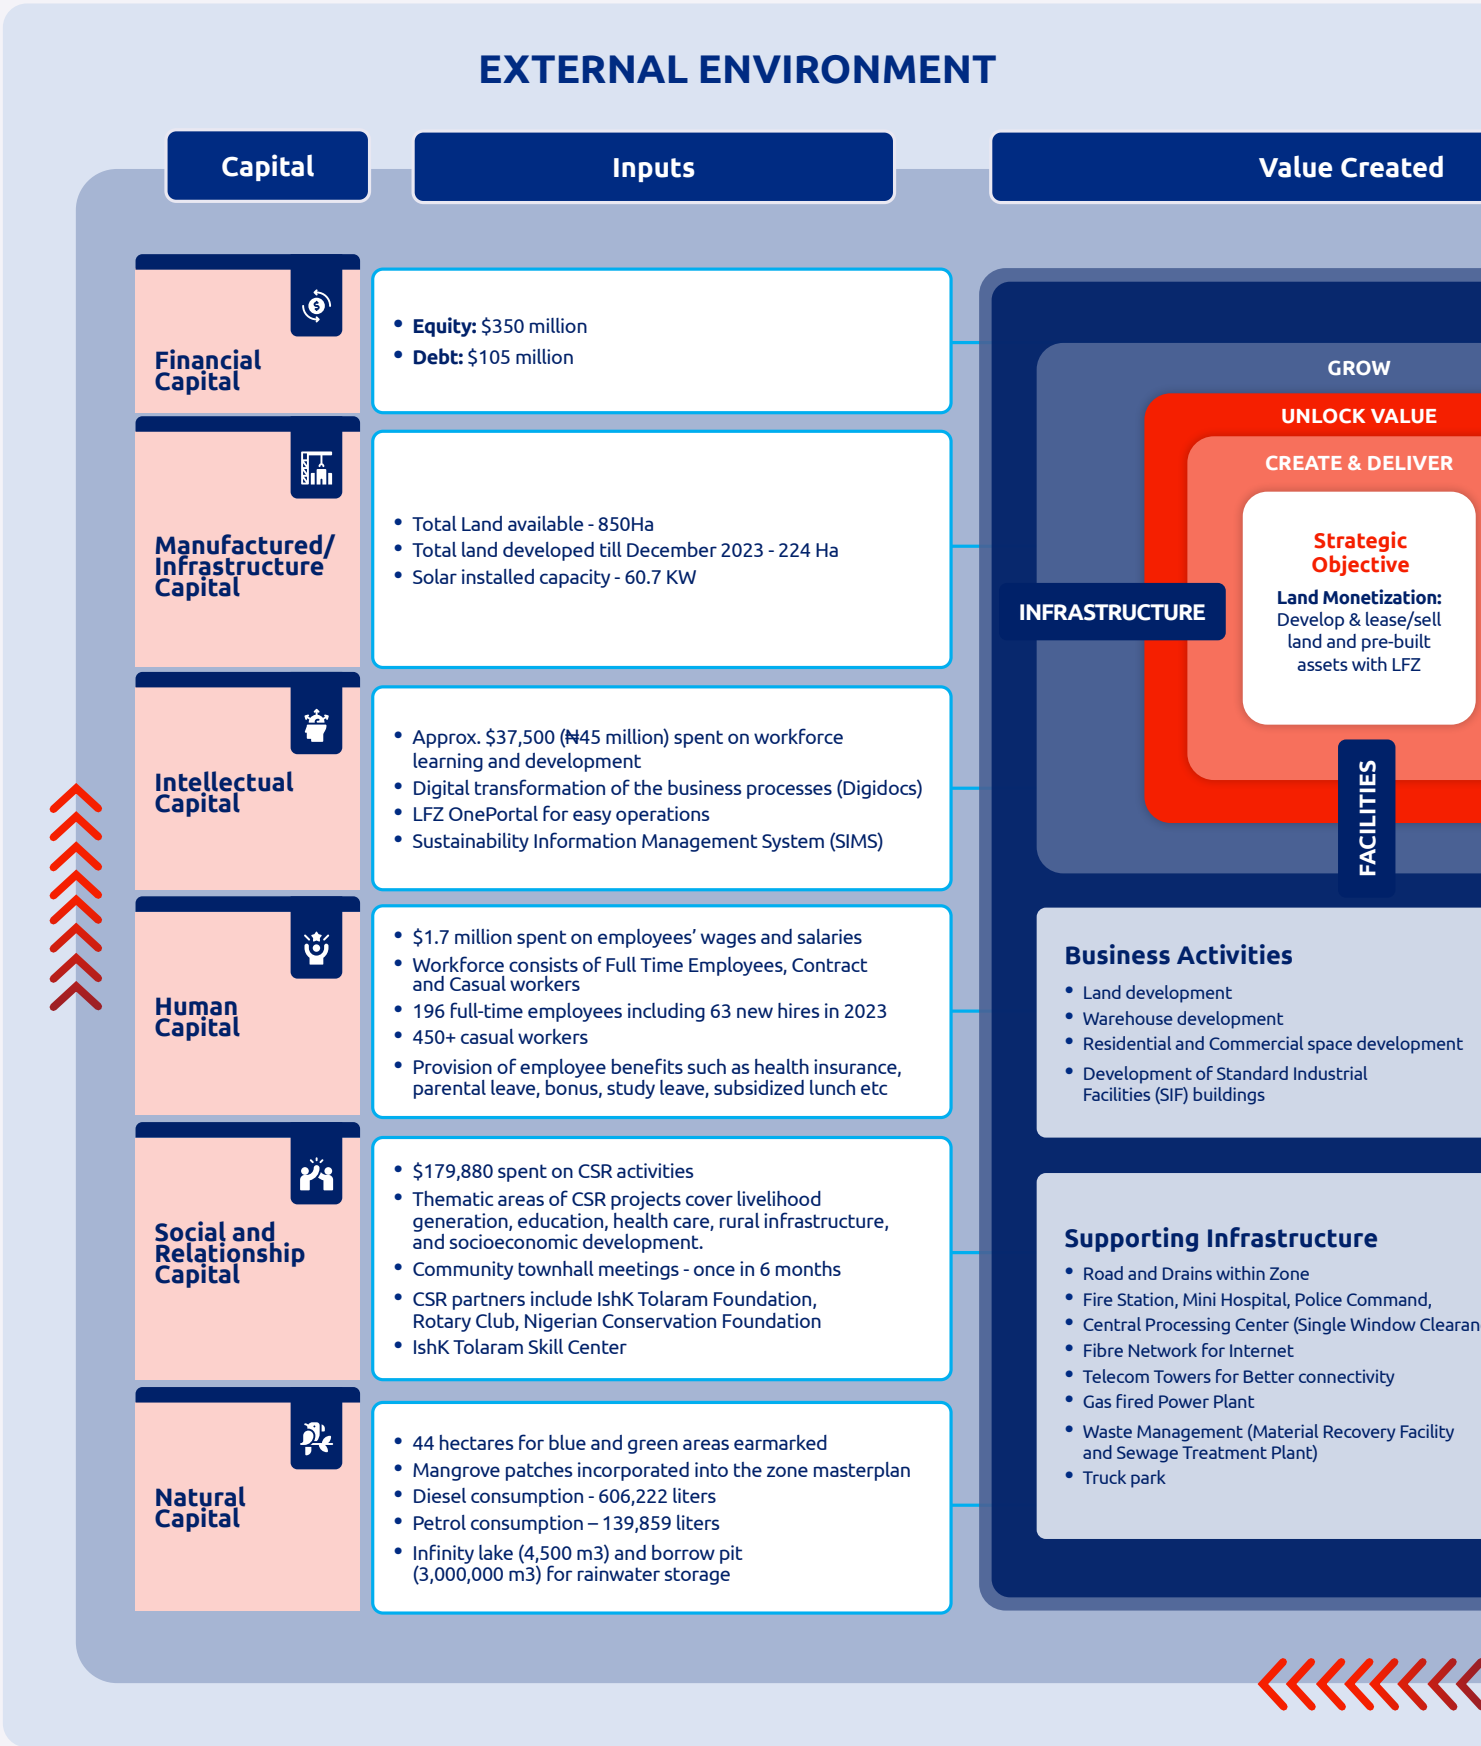 EXTERNAL ENVIRONMENT
Capital
Inputs
Value Created
Financial
Capital
• Equity: $350 million
• Debt: $105 million
Manufactured/
Infrastructure
Capital
• Total Land available - 850Ha
• Total land developed till December 2023 - 224 Ha
• Solar installed capacity - 60.7 KW
Intellectual
Capital
• Approx. $37,500 (₦45 million) spent on workforce
learning and development
• Digital transformation of the business processes (Digidocs)
• LFZ OnePortal for easy operations
• Sustainability Information Management System (SIMS)
Human
Capital
• $1.7 million spent on employees’ wages and salaries
• Workforce consists of Full Time Employees, Contract
and Casual workers
• 196 full-time employees including 63 new hires in 2023
• 450+ casual workers
• Provision of employee benefits such as health insurance,
parental leave, bonus, study leave, subsidized lunch etc
Social and
Relationship
Capital
• $179,880 spent on CSR activities
• Thematic areas of CSR projects cover livelihood
generation, education, health care, rural infrastructure,
and socioeconomic development.
• Community townhall meetings - once in 6 months
• CSR partners include IshK Tolaram Foundation,
Rotary Club, Nigerian Conservation Foundation
• IshK Tolaram Skill Center
Natural
Capital
• 44 hectares for blue and green areas earmarked
• Mangrove patches incorporated into the zone masterplan
• Diesel consumption - 606,222 liters
• Petrol consumption – 139,859 liters
• Infinity lake (4,500 m3) and borrow pit
(3,000,000 m3) for rainwater storage
GROW
UNLOCK VALUE
CREATE & DELIVER
Strategic
Objective
Land Monetization:
Develop & lease/sell
land and pre-built
assets with LFZ
INFRASTRUCTURE
FACILITIES
Business Activities
• Land development
• Warehouse development
• Residential and Commercial space development
• Development of Standard Industrial
Facilities (SIF) buildings
Supporting Infrastructure
• Road and Drains within Zone
• Fire Station, Mini Hospital, Police Command,
• Central Processing Center (Single Window Clearan
• Fibre Network for Internet
• Telecom Towers for Better connectivity
• Gas fired Power Plant
• Waste Management (Material Recovery Facility
and Sewage Treatment Plant)
• Truck park